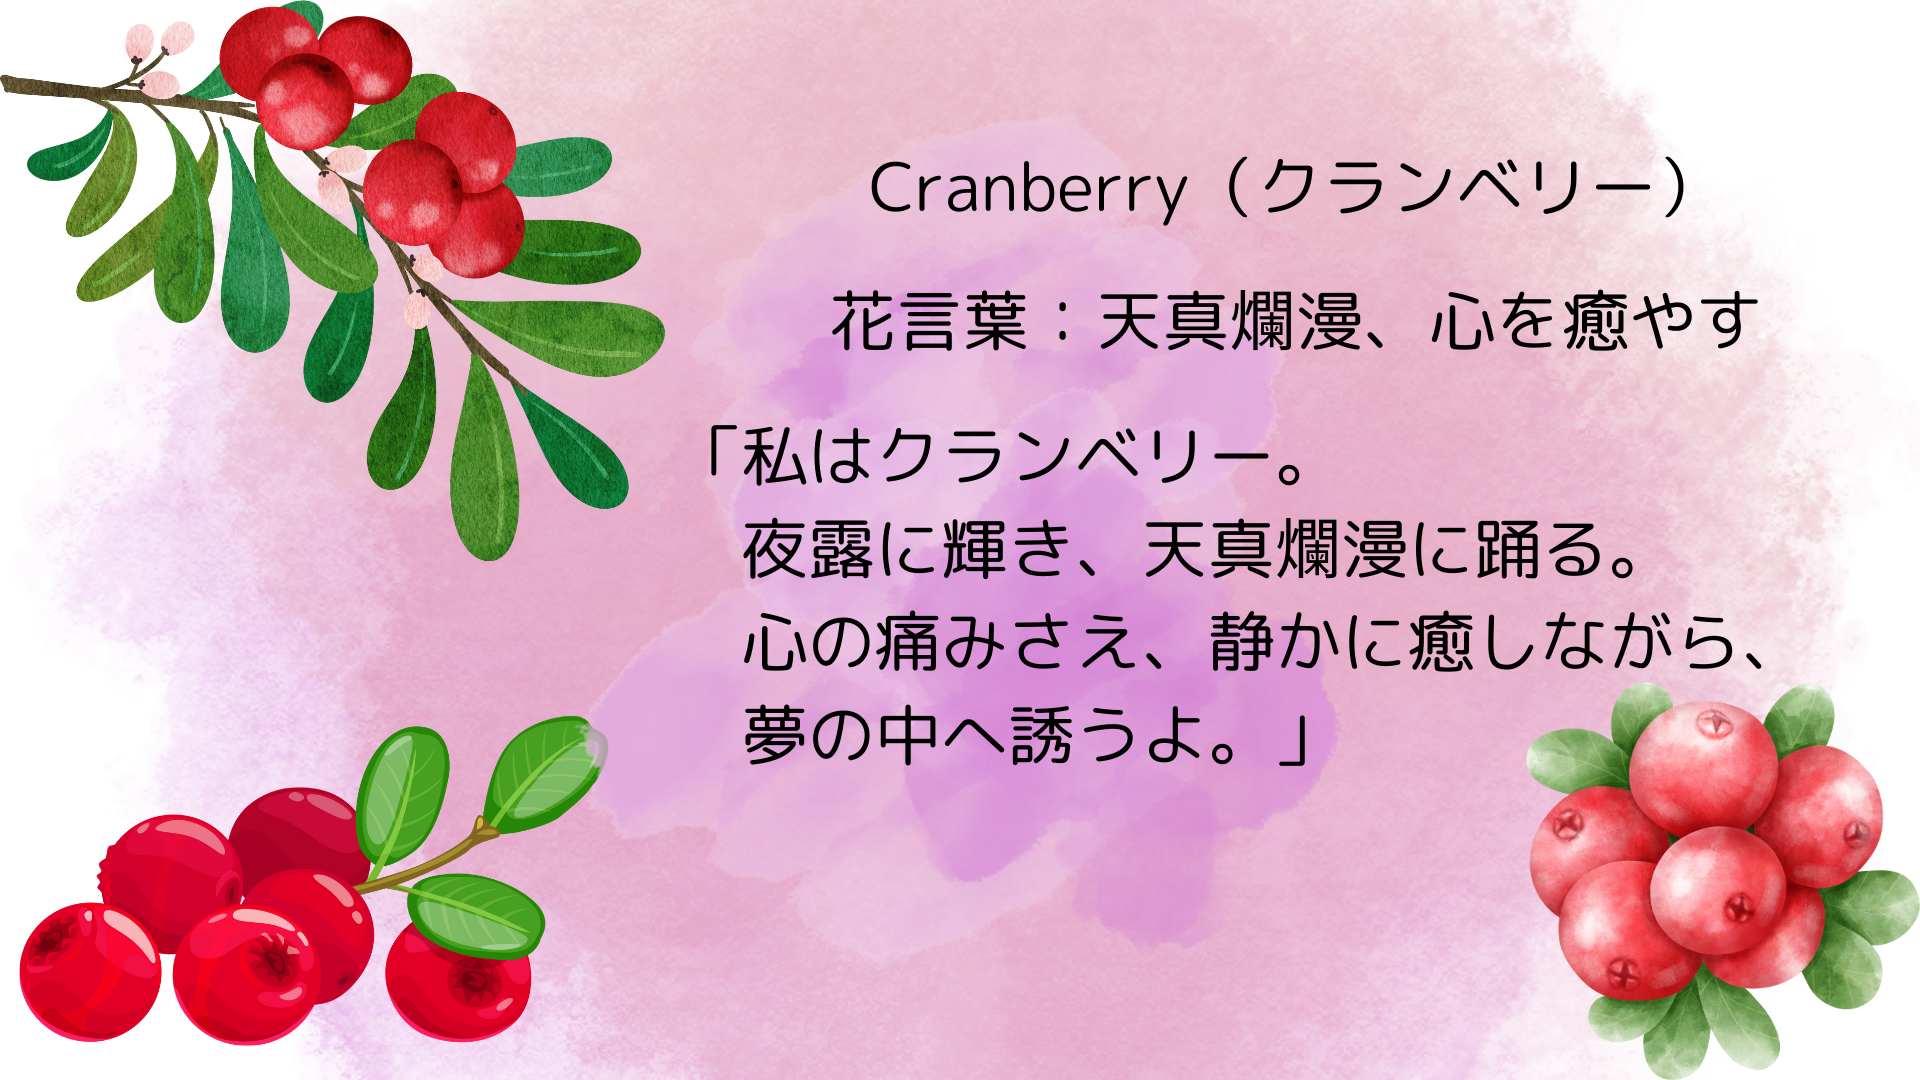 Cranberry（クランベリー）
花言葉：天真爛漫、心を癒やす
「私はクランベリー。
夜露に輝き、天真爛漫に踊る。
心の痛みさえ、静かに癒しながら、
夢の中へ誘うよ。」